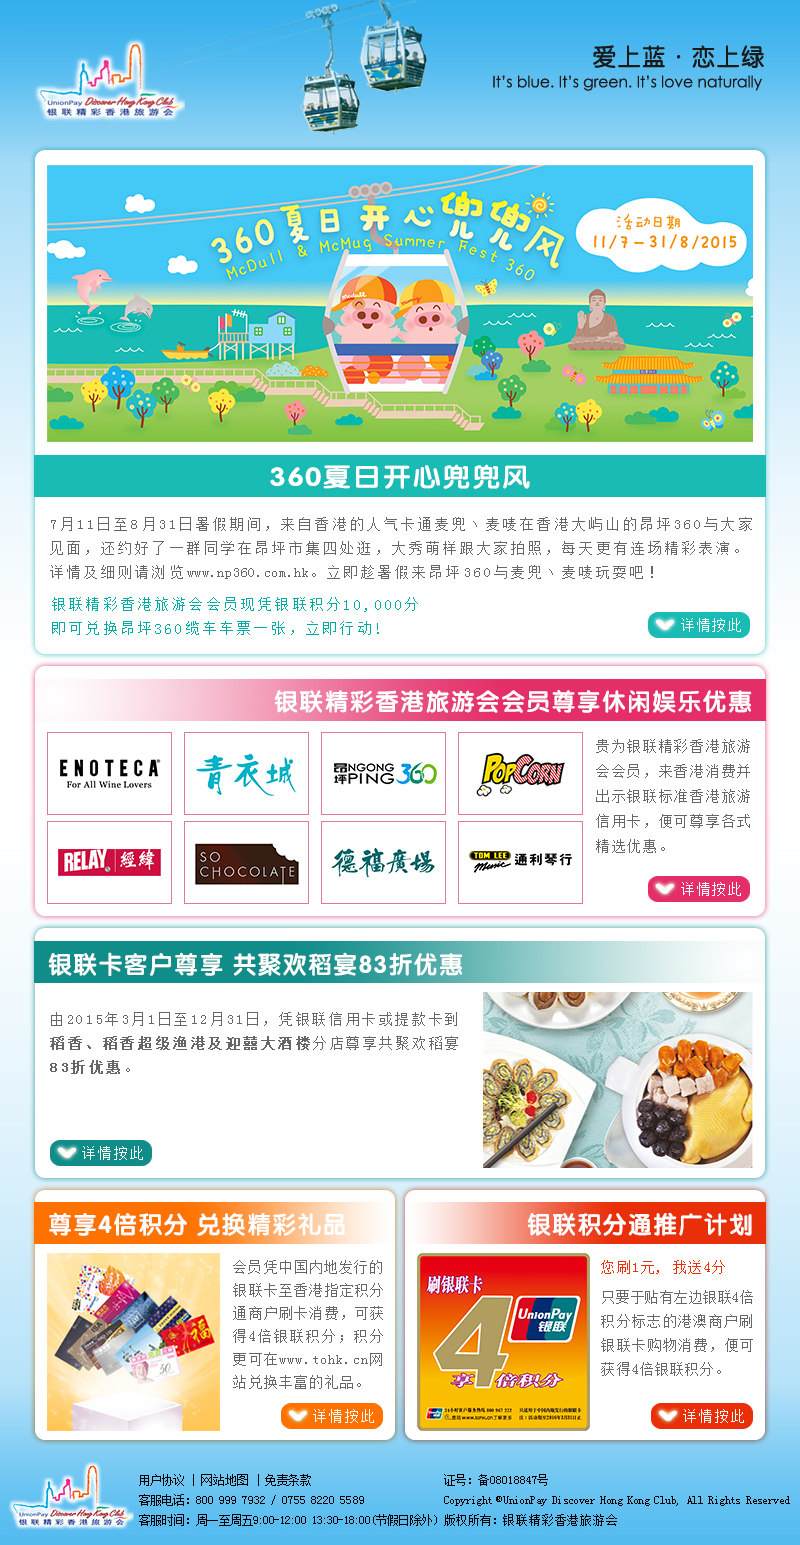 爱上蓝·恋上绿
It's blue. It's green. It's love naturally
UnionPay Discover Hong Kong Club
银联精彩香港旅游会
360夏日开心兜兜风
McDull & McMug Summer Fest 360
活动日期
11/7-31/8/2015
360夏日开心兜兜风
7月11日至8月31日暑假期间，来自香港的人气卡通麦兜丶麦唛在香港大屿山的昂坪360与大家
见面，还约好了一群同学在昂坪市集四处逛，大秀萌样跟大家拍照，每天更有连场精彩表演。
详情及细则请浏览www.np360.com.hk。立即趁暑假来昂坪360与麦兜丶麦唛玩耍吧！
银联精彩香港旅游会会员现凭银联积分10,000分
即可兑换昂坪360缆车车票一张，立即行动！
详情按此
银联精彩香港旅游会会员尊享休闲娱乐优惠
ENOTECA
For All Wine Lovers
青衣城
昂坪 NGONG PING 360
POPCORN
RELAY 經緯
SO CHOCOLATE
德福廣場
TOM LEE Music 通利琴行
贵为银联精彩香港旅游
会会员，来香港消费并
出示银联标准香港旅游
信用卡，便可尊享各式
精选优惠。
详情按此
银联卡客户尊享 共聚欢稻宴83折优惠
由2015年3月1日至12月31日，凭银联信用卡或提款卡到
稻香、稻香超级渔港及迎囍大酒楼分店尊享共聚欢稻宴
83折优惠。
详情按此
尊享4倍积分 兑换精彩礼品
会员凭中国内地发行的
银联卡至香港指定积分
通商户刷卡消费，可获
得4倍银联积分；积分
更可在www.tohk.cn网
站兑换丰富的礼品。
详情按此
银联积分通推广计划
刷银联卡
4
UnionPay
银联
享 倍积分
您刷1元，我送4分
只要于贴有左边银联4倍
积分标志的港澳商户刷
银联卡购物消费，便可
获得4倍银联积分。
详情按此
UnionPay Discover Hong Kong Club
银联精彩香港旅游会
用户协议 | 网站地图 | 免责条款
证号：备08018847号
客服电话：800 999 7932 / 0755 8220 5589
Copyright ©UnionPay Discover Hong Kong Club, All Rights Reserved
客服时间：周一至周五9:00-12:00 13:30-18:00(节假日除外) 版权所有：银联精彩香港旅游会